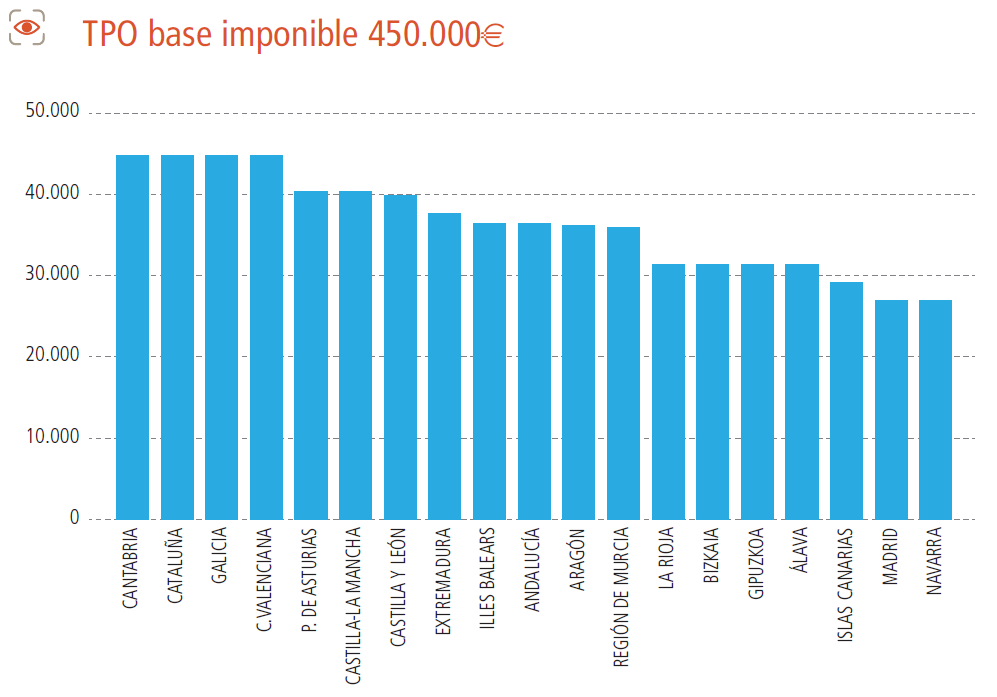 TPO base imponible 450.000€
50.000
40.000
30.000
20.000
10.000
0
CANTABRIA
CATALUÑA
GALICIA
C.VALENCIANA
P. DE ASTURIAS
CASTILLA-LA MANCHA
CASTILLA Y LEÓN
EXTREMADURA
ILLES BALEARS
ANDALUCÍA
ARAGÓN
REGIÓN DE MURCIA
LA RIOJA
BIZKAIA
GIPUZKOA
ÁLAVA
ISLAS CANARIAS
MADRID
NAVARRA